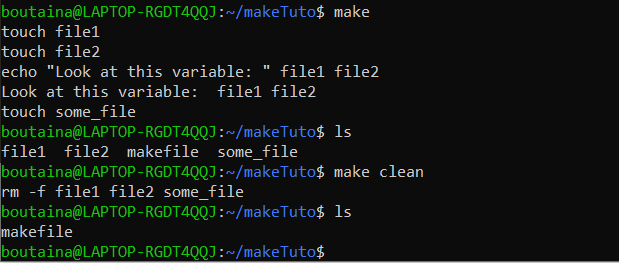 boutaina@LAPTOP-RGDT4QQJ:~/makeTuto$ make
touch file1
touch file2
echo "Look at this variable: " file1 file2
Look at this variable:  file1 file2
touch some_file
boutaina@LAPTOP-RGDT4QQJ:~/makeTuto$ ls
file1  file2  makefile  some_file
boutaina@LAPTOP-RGDT4QQJ:~/makeTuto$ make clean
rm -f file1 file2 some_file
boutaina@LAPTOP-RGDT4QQJ:~/makeTuto$ ls
makefile
boutaina@LAPTOP-RGDT4QQJ:~/makeTuto$